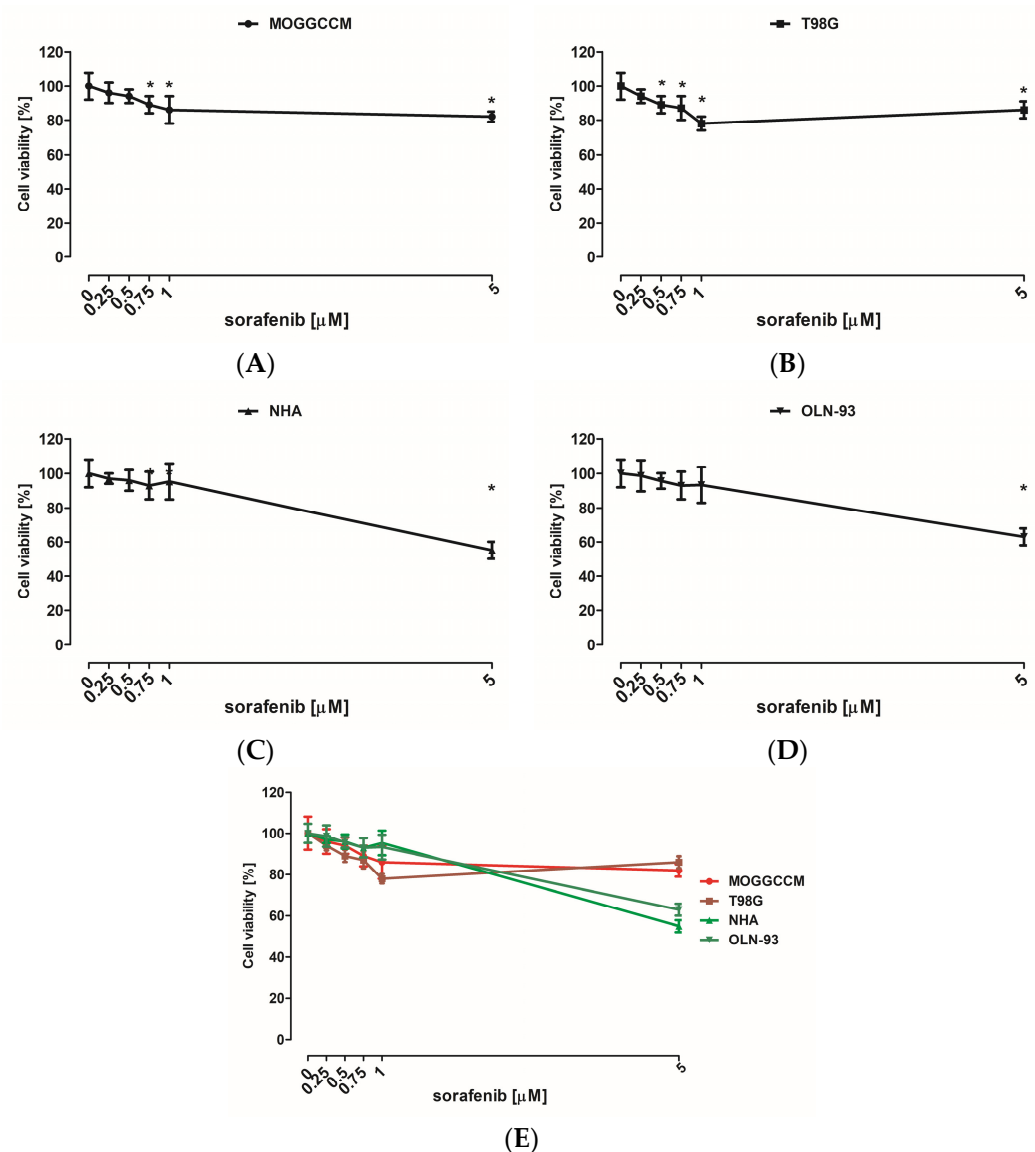 MOGGCCM
120
100
80
60
40
20
0
Cell viability [%]
* * *
0 0.25 0.5 0.75 1 5
sorafenib [μM]
(A)
T98G
120
100
80
60
40
20
0
Cell viability [%]
* * * *
0 0.25 0.5 0.75 1 5
sorafenib [μM]
(B)
NHA
120
100
80
60
40
20
0
Cell viability [%]
*
0 0.25 0.5 0.75 1 5
sorafenib [μM]
(C)
OLN-93
120
100
80
60
40
20
0
Cell viability [%]
*
0 0.25 0.5 0.75 1 5
sorafenib [μM]
(D)
120
100
80
60
40
20
0
Cell viability [%]
MOGGCCM
T98G
NHA
OLN-93
0 0.25 0.5 0.75 1 5
sorafenib [μM]
(E)